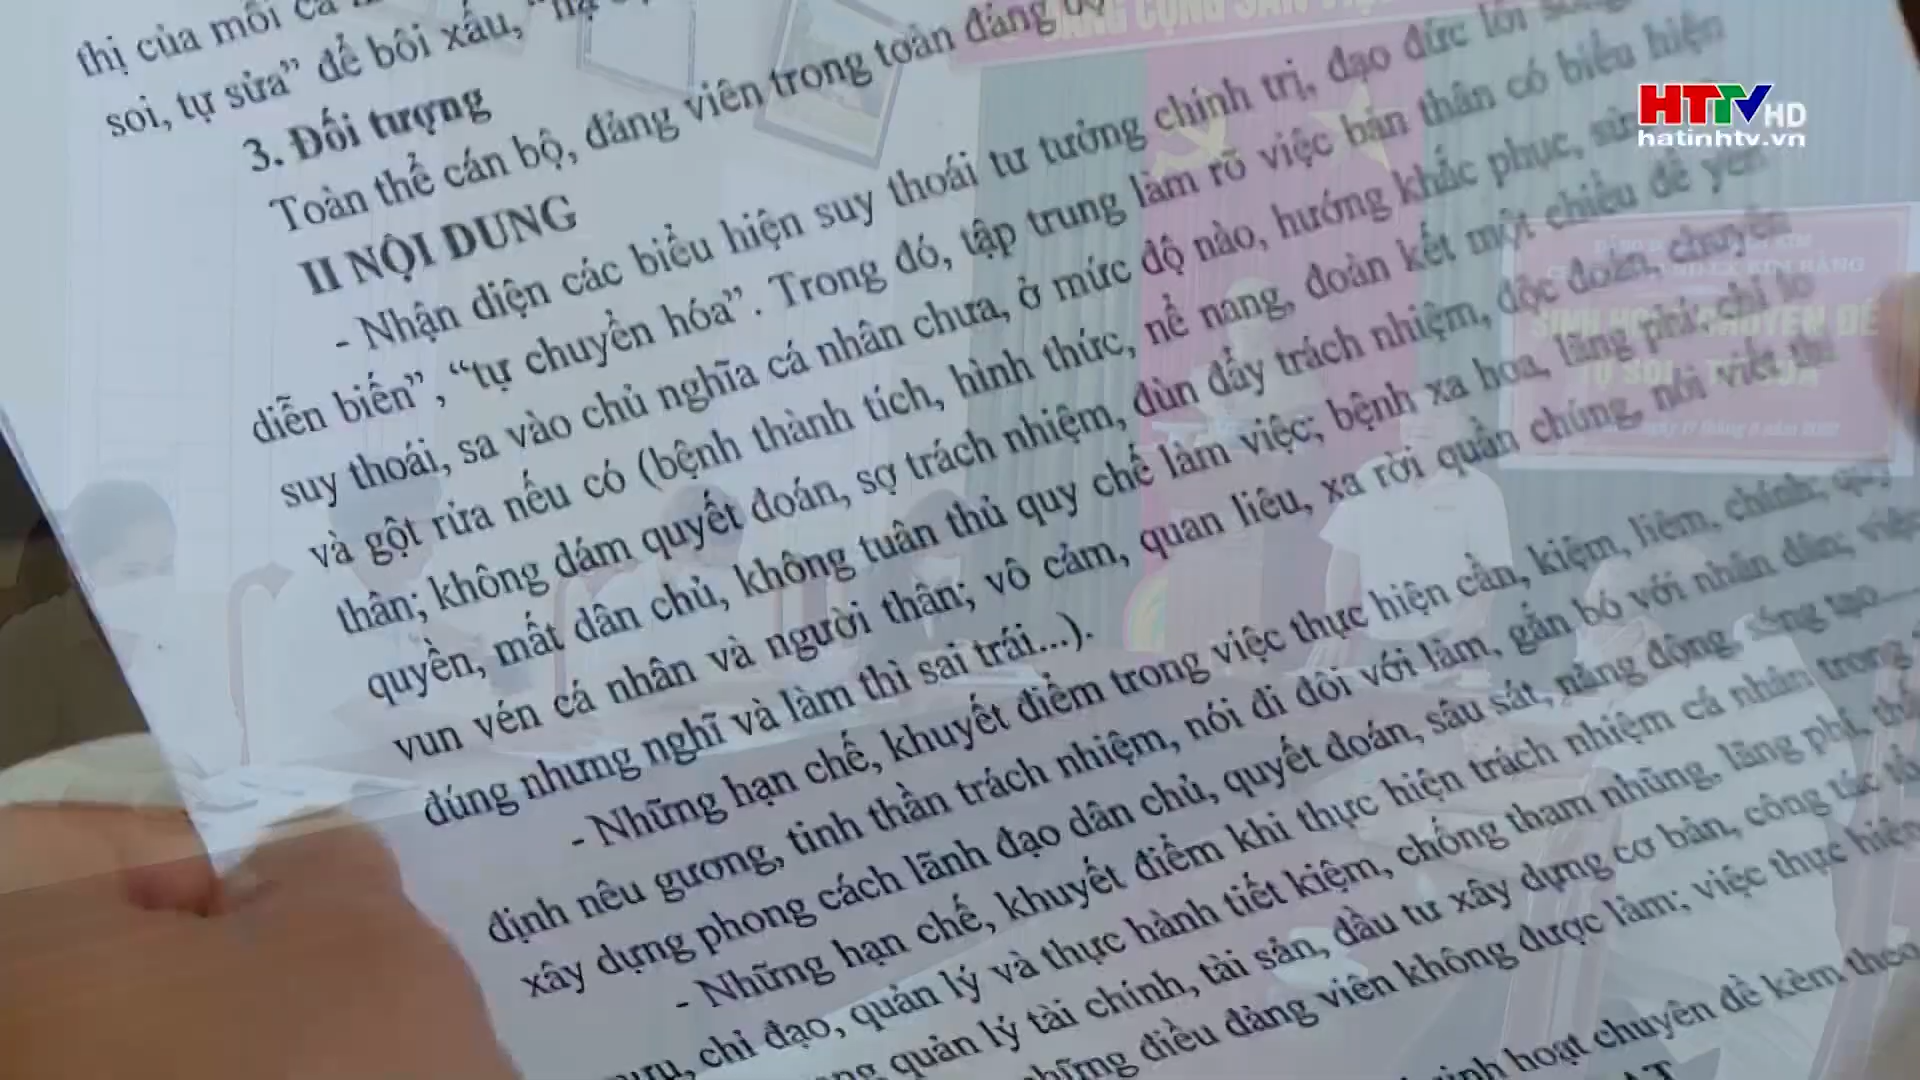 thị của mỗi cá
soi, tự sửa” để bôi xấu, “hạ
3. Đối tượng
Toàn thể cán bộ, đảng viên trong toàn đảng bộ
II NỘI DUNG
- Nhận diện các biểu hiện suy thoái tư tưởng chính trị, đạo đức lối sống
diễn biến”, “tự chuyển hóa”. Trong đó, tập trung làm rõ việc bản thân có biểu hiện
suy thoái, sa vào chủ nghĩa cá nhân chưa, ở mức độ nào, hướng khắc phục, sửa
và gột rửa nếu có (bệnh thành tích, hình thức, nể nang, đoàn kết một chiều để yên
thân; không dám quyết đoán, sợ trách nhiệm, đùn đẩy trách nhiệm, độc đoán, chuyên
quyền, mất dân chủ, không tuân thủ quy chế làm việc; bệnh xa hoa, lãng phí, chỉ lo
vun vén cá nhân và người thân; vô cảm, quan liêu, xa rời quần chúng, nói viết thì
đúng nhưng nghĩ và làm thì sai trái...).
- Những hạn chế, khuyết điểm trong việc thực hiện cần, kiệm, liêm, chính; quy
định nêu gương, tinh thần trách nhiệm, nói đi đôi với làm, gắn bó với nhân dân; việc
xây dựng phong cách lãnh đạo dân chủ, quyết đoán, sâu sát, năng động, sáng tạo....
- Những hạn chế, khuyết điểm khi thực hiện trách nhiệm cá nhân trong
chỉ đạo, quản lý và thực hành tiết kiệm, chống tham nhũng, lãng phí,
quản lý tài chính, tài sản, đầu tư xây dựng cơ bản, công tác
những điều đảng viên không được làm; việc thực hiện
sinh hoạt chuyên đề kèm theo
HTTV HD
hatinhtv.vn
SINH HOẠT CHUYÊN ĐỀ
TỰ SOI - TỰ SỬA